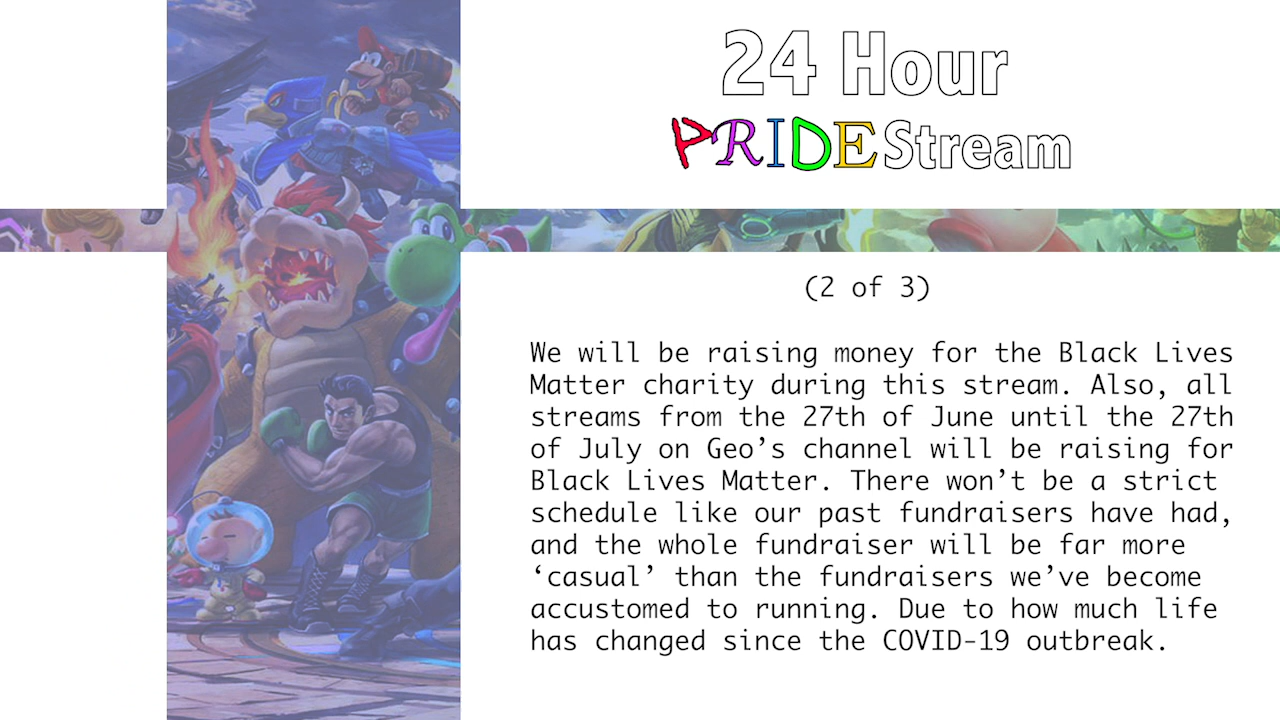 24 Hour
PRIDE Stream
(2 of 3)
We will be raising money for the Black Lives
Matter charity during this stream. Also, all
streams from the 27th of June until the 27th
of July on Geo’s channel will be raising for
Black Lives Matter. There won’t be a strict
schedule like our past fundraisers have had,
and the whole fundraiser will be far more
‘casual’ than the fundraisers we’ve become
accustomed to running. Due to how much life
has changed since the COVID-19 outbreak.